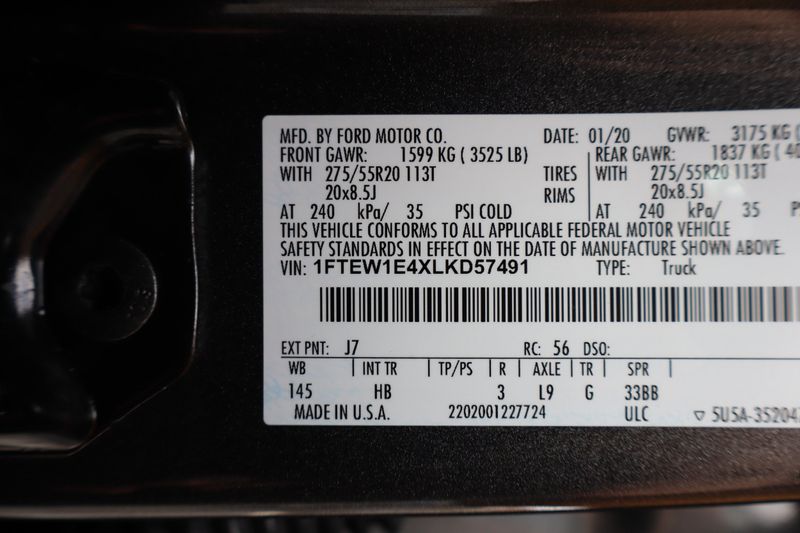 MFD. BY FORD MOTOR CO. DATE: 01/20 GVWR: 3175 KG (
FRONT GAWR: 1599 KG ( 3525 LB) REAR GAWR: 1837 KG ( 40
WITH 275/55R20 113T TIRES WITH 275/55R20 113T
20x8.5J RIMS 20x8.5J
AT 240 kPa/ 35 PSI COLD AT 240 kPa/ 35 P
THIS VEHICLE CONFORMS TO ALL APPLICABLE FEDERAL MOTOR VEHICLE
SAFETY STANDARDS IN EFFECT ON THE DATE OF MANUFACTURE SHOWN ABOVE.
VIN: 1FTEW1E4XLKD57491 TYPE: Truck
EXT PNT: J7 RC: 56 DSO:
WB INT TR TP/PS R AXLE TR SPR
145 HB 3 L9 G 33BB
MADE IN U.S.A. 2202001227724 ULC ▽ 5U5A-35204